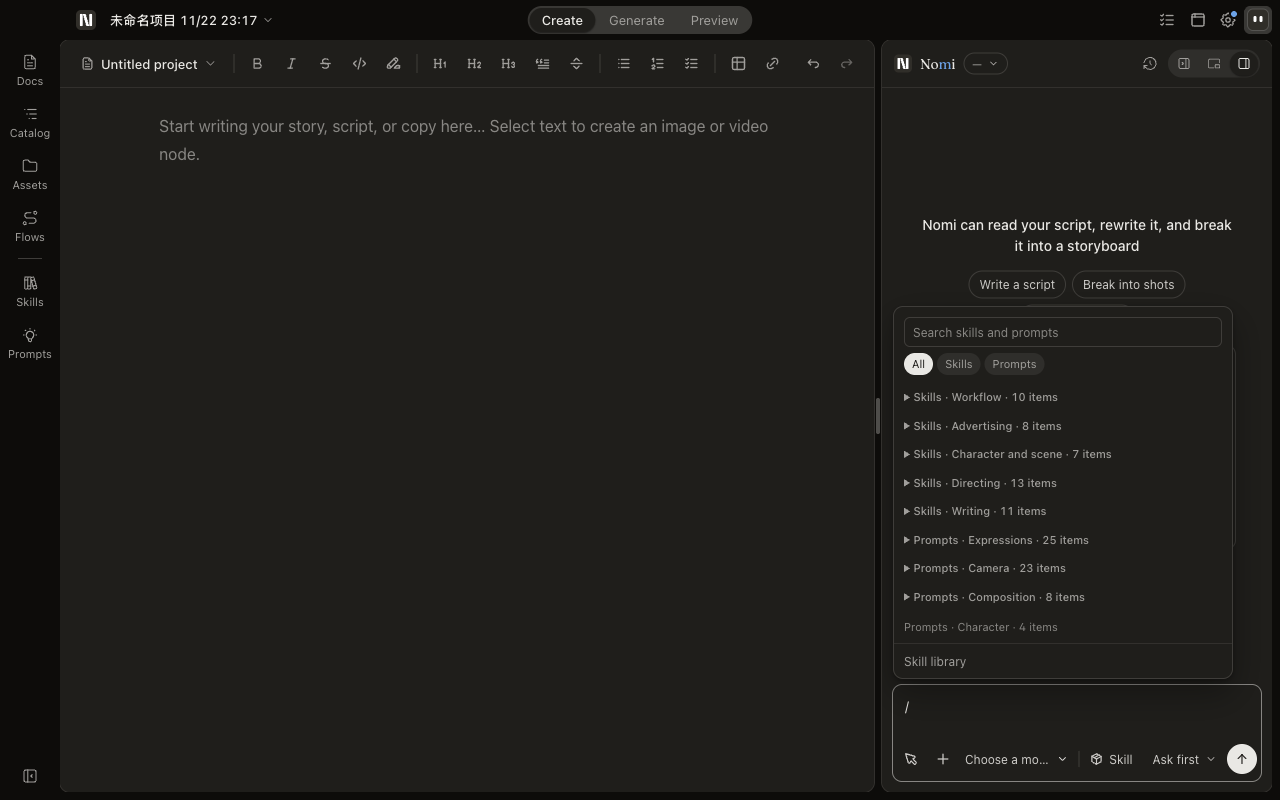 未命名项目 11/22 23:17
Create
Generate
Preview
Docs
Catalog
Assets
Flows
Skills
Prompts
Untitled project
B
I
S
H1
H2
H3
Start writing your story, script, or copy here... Select text to create an image or video
node.
Nomi
—
Nomi can read your script, rewrite it, and break
it into a storyboard
Write a script
Break into shots
Search skills and prompts
All
Skills
Prompts
Skills · Workflow · 10 items
Skills · Advertising · 8 items
Skills · Character and scene · 7 items
Skills · Directing · 13 items
Skills · Writing · 11 items
Prompts · Expressions · 25 items
Prompts · Camera · 23 items
Prompts · Composition · 8 items
Prompts · Character · 4 items
Skill library
/
Choose a mo...
Skill
Ask first